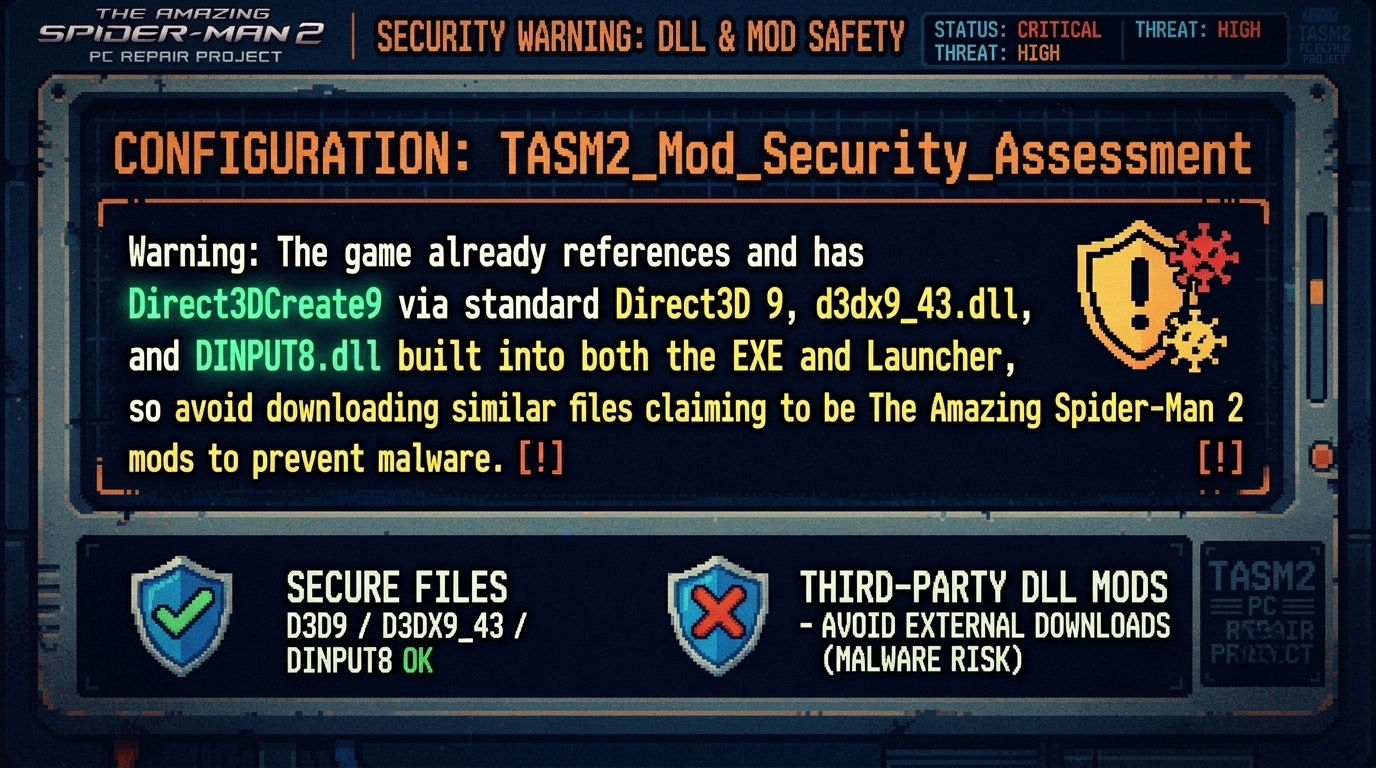 THE AMAZING
SPIDER-MAN 2
PC REPAIR PROJECT
SECURITY WARNING: DLL & MOD SAFETY
STATUS: CRITICAL
THREAT: HIGH
THREAT: HIGH
TASM2
PC REPAIR
PROJECT
CONFIGURATION: TASM2_Mod_Security_Assessment
Warning: The game already references and has
Direct3DCreate9 via standard Direct3D 9, d3dx9_43.dll,
and DINPUT8.dll built into both the EXE and Launcher,
so avoid downloading similar files claiming to be The Amazing Spider-Man 2
mods to prevent malware. [!]
[!]
SECURE FILES
D3D9 / D3DX9_43 /
DINPUT8 OK
THIRD-PARTY DLL MODS
- AVOID EXTERNAL DOWNLOADS
(MALWARE RISK)
TASM2
PC